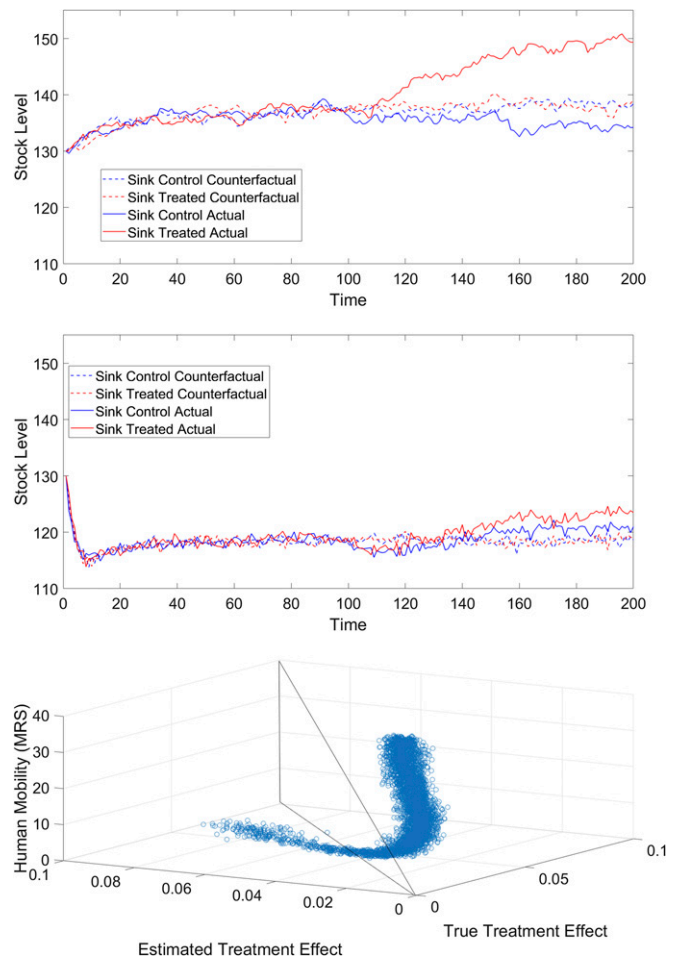 150
140
130
120
110
Stock Level
Sink Control Counterfactual
Sink Treated Counterfactual
Sink Control Actual
Sink Treated Actual
0 20 40 60 80 100 120 140 160 180 200
Time
150
140
130
120
110
Stock Level
Sink Control Counterfactual
Sink Treated Counterfactual
Sink Control Actual
Sink Treated Actual
0 20 40 60 80 100 120 140 160 180 200
Time
Human Mobility (MRS)
40
30
20
10
0
0.1 0.08 0.06 0.04 0.02 0
0 0.05 0.1
Estimated Treatment Effect
True Treatment Effect